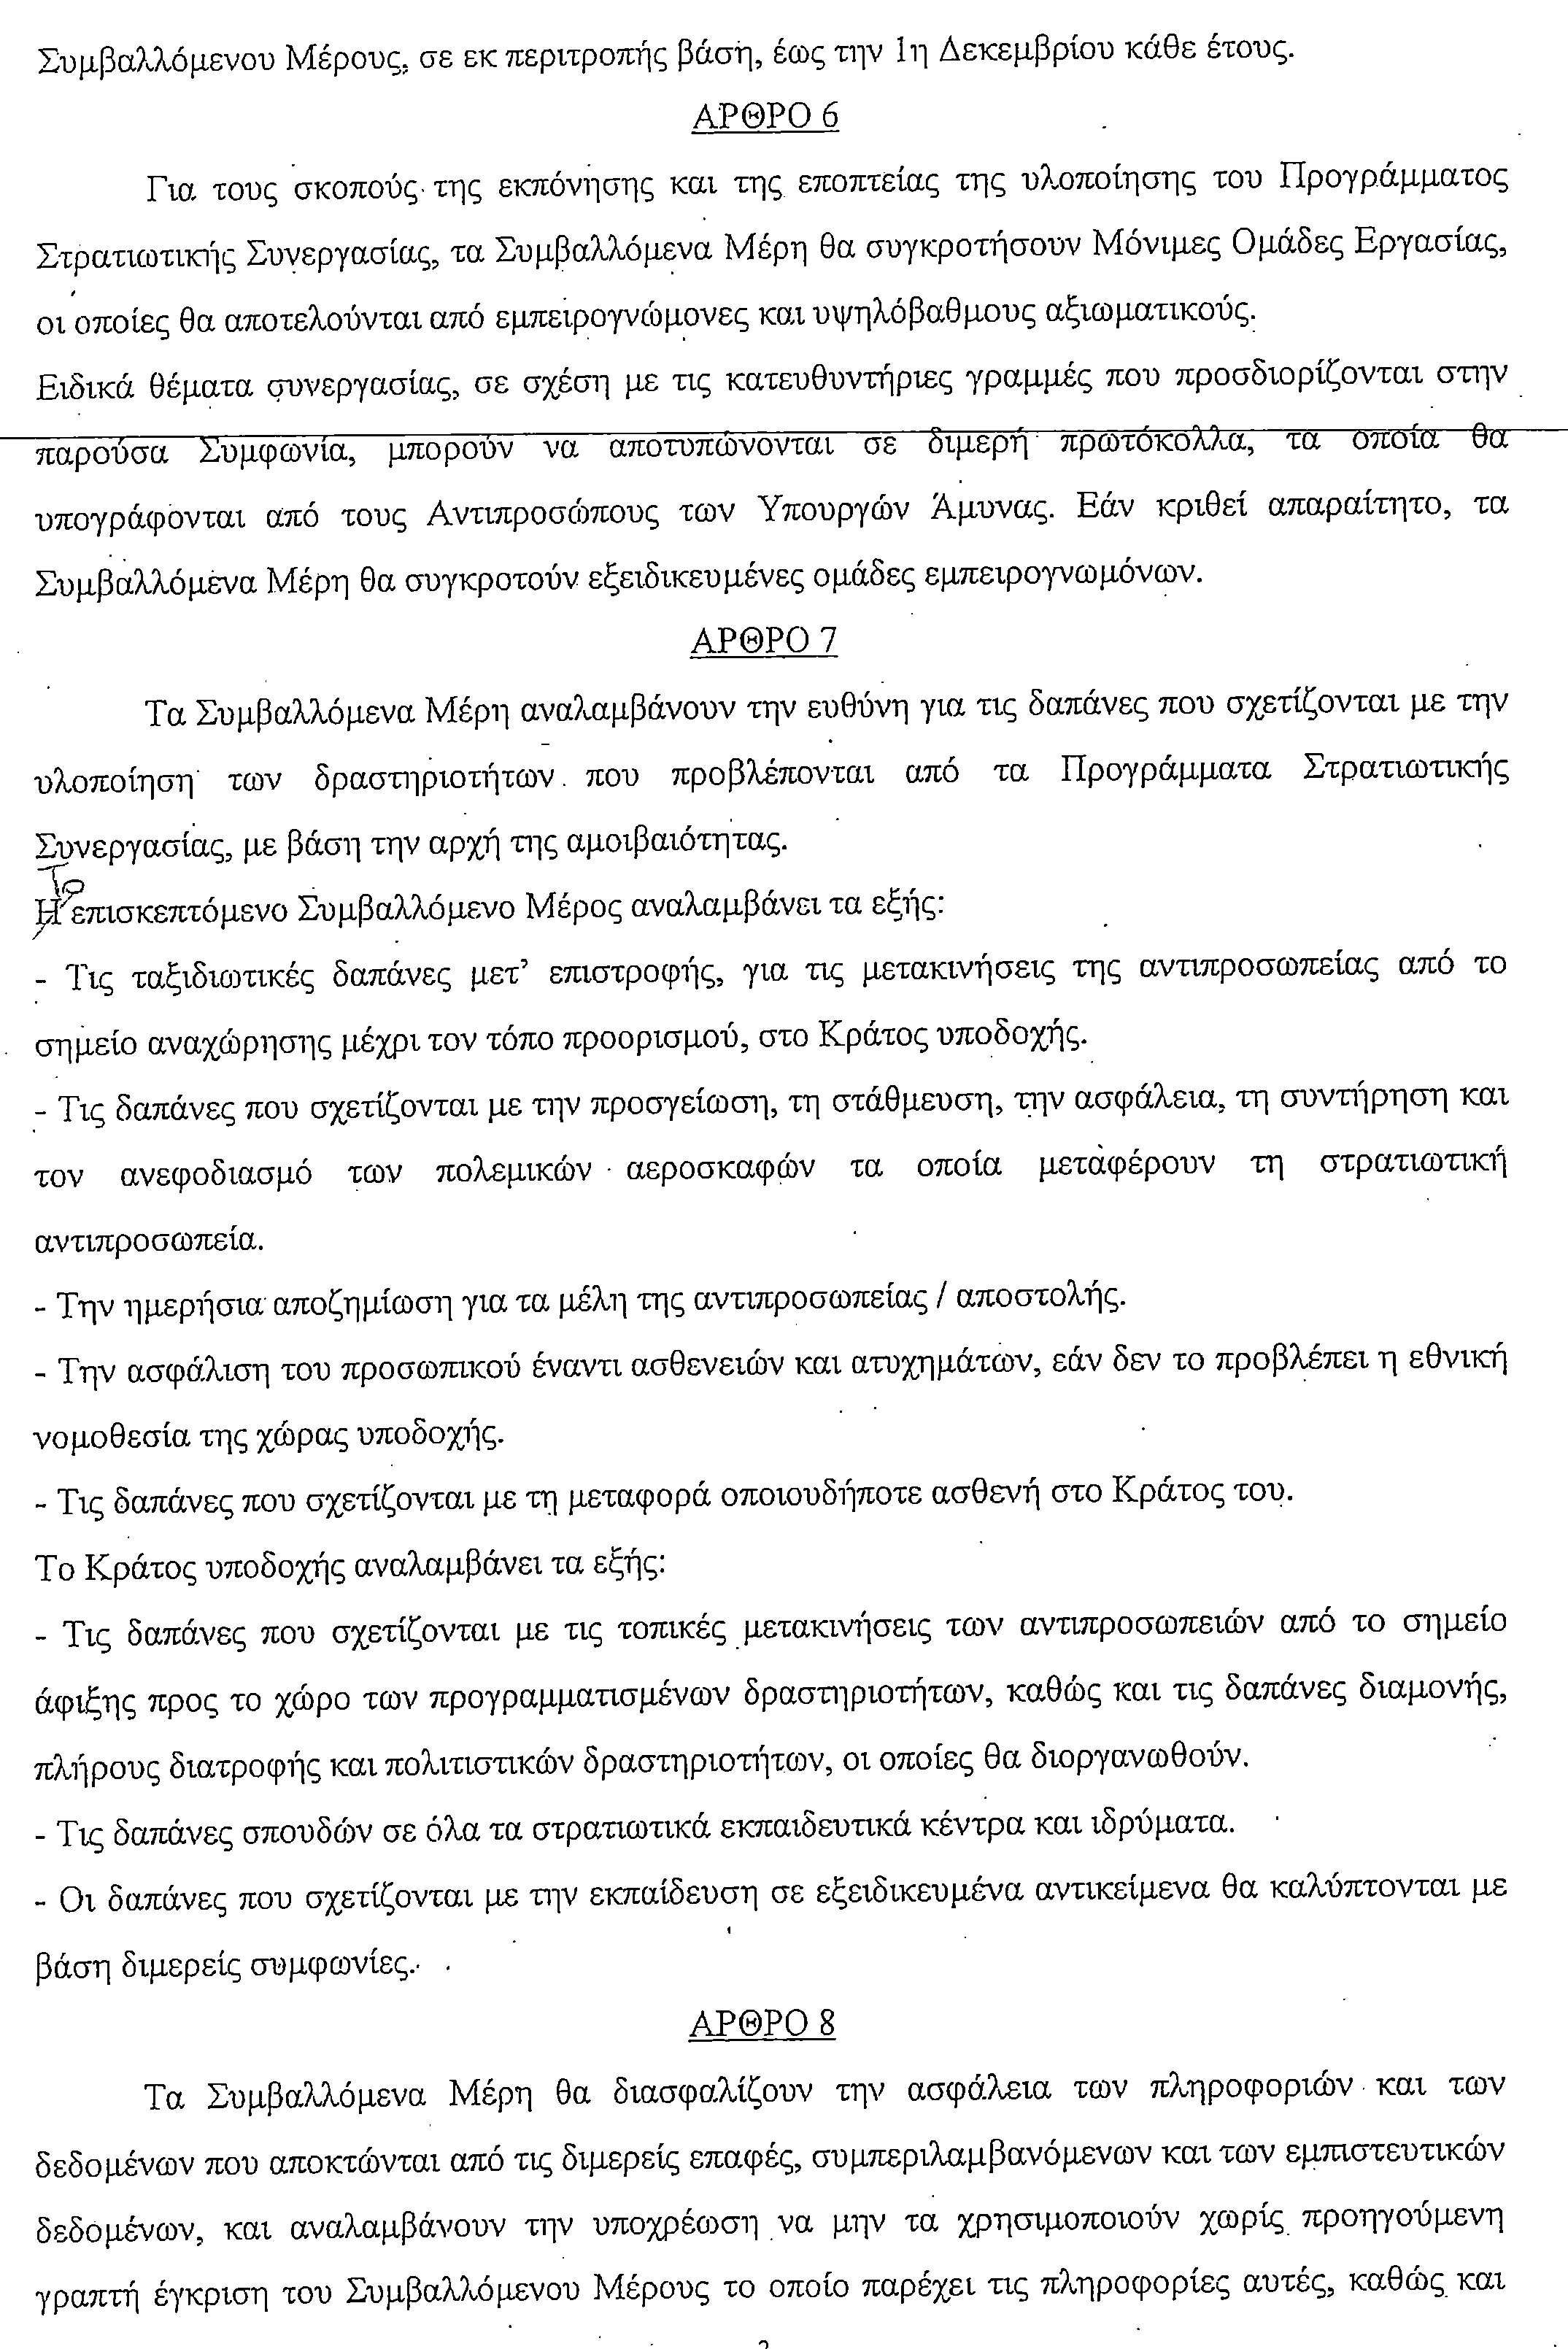 Συμβαλλόμενου Μέρους, σε εκ περιτροπής βάση, έως την 1η Δεκεμβρίου κάθε έτους.
ΑΡΘΡΟ 6
Για τους σκοπούς της εκπόνησης και της εποπτείας της υλοποίησης του Προγράμματος
Στρατιωτικής Συνεργασίας, τα Συμβαλλόμενα Μέρη θα συγκροτήσουν Μόνιμες Ομάδες Εργασίας,
οι οποίες θα αποτελούνται από εμπειρογνώμονες και υψηλόβαθμους αξιωματικούς.
Ειδικά θέματα συνεργασίας, σε σχέση με τις κατευθυντήριες γραμμές που προσδιορίζονται στην
παρούσα Συμφωνία, μπορούν να αποτυπώνονται σε διμερή πρωτόκολλα, τα οποία θα
υπογράφονται από τους Αντιπροσώπους των Υπουργών Άμυνας. Εάν κριθεί απαραίτητο, τα
Συμβαλλόμενα Μέρη θα συγκροτούν εξειδικευμένες ομάδες εμπειρογνωμόνων.
ΑΡΘΡΟ 7
Τα Συμβαλλόμενα Μέρη αναλαμβάνουν την ευθύνη για τις δαπάνες που σχετίζονται με την
υλοποίηση των δραστηριοτήτων που προβλέπονται από τα Προγράμματα Στρατιωτικής
Συνεργασίας, με βάση την αρχή της αμοιβαιότητας.
Το
Η επισκεπτόμενο Συμβαλλόμενο Μέρος αναλαμβάνει τα εξής:
- Τις ταξιδιωτικές δαπάνες μετ’ επιστροφής, για τις μετακινήσεις της αντιπροσωπείας από το
σημείο αναχώρησης μέχρι τον τόπο προορισμού, στο Κράτος υποδοχής.
- Τις δαπάνες που σχετίζονται με την προσγείωση, τη στάθμευση, την ασφάλεια, τη συντήρηση και
τον ανεφοδιασμό των πολεμικών αεροσκαφών τα οποία μεταφέρουν τη στρατιωτική
αντιπροσωπεία.
- Την ημερήσια αποζημίωση για τα μέλη της αντιπροσωπείας / αποστολής.
- Την ασφάλιση του προσωπικού έναντι ασθενειών και ατυχημάτων, εάν δεν το προβλέπει η εθνική
νομοθεσία της χώρας υποδοχής.
- Τις δαπάνες που σχετίζονται με τη μεταφορά οποιουδήποτε ασθενή στο Κράτος του.
Το Κράτος υποδοχής αναλαμβάνει τα εξής:
- Τις δαπάνες που σχετίζονται με τις τοπικές μετακινήσεις των αντιπροσωπειών από το σημείο
άφιξης προς το χώρο των προγραμματισμένων δραστηριοτήτων, καθώς και τις δαπάνες διαμονής,
πλήρους διατροφής και πολιτιστικών δραστηριοτήτων, οι οποίες θα διοργανωθούν.
- Τις δαπάνες σπουδών σε όλα τα στρατιωτικά εκπαιδευτικά κέντρα και ιδρύματα.
- Οι δαπάνες που σχετίζονται με την εκπαίδευση σε εξειδικευμένα αντικείμενα θα καλύπτονται με
βάση διμερείς συμφωνίες.
ΑΡΘΡΟ 8
Τα Συμβαλλόμενα Μέρη θα διασφαλίζουν την ασφάλεια των πληροφοριών και των
δεδομένων που αποκτώνται από τις διμερείς επαφές, συμπεριλαμβανόμενων και των εμπιστευτικών
δεδομένων, και αναλαμβάνουν την υποχρέωση να μην τα χρησιμοποιούν χωρίς προηγούμενη
γραπτή έγκριση του Συμβαλλόμενου Μέρους το οποίο παρέχει τις πληροφορίες αυτές, καθώς και